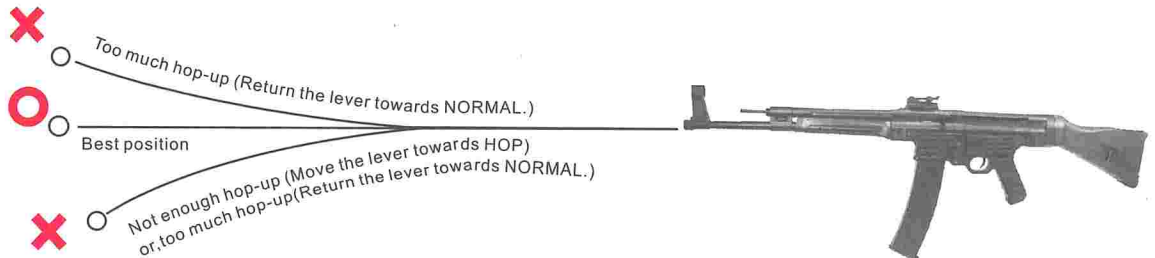 Too much hop-up (Return the lever towards NORMAL.)
Best position
Not enough hop-up (Move the lever towards HOP)
or,too much hop-up(Return the lever towards NORMAL.)